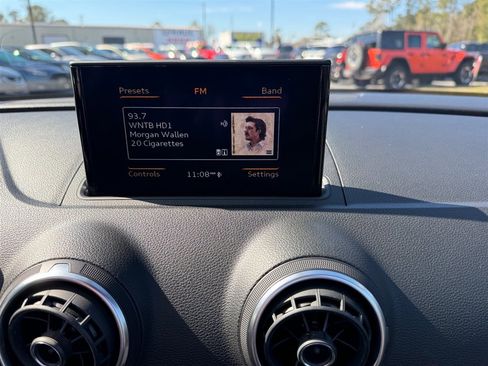 Presets FM Band
93.7
WNTB HD1
Morgan Wallen
20 Cigarettes
Controls 11:08 Settings